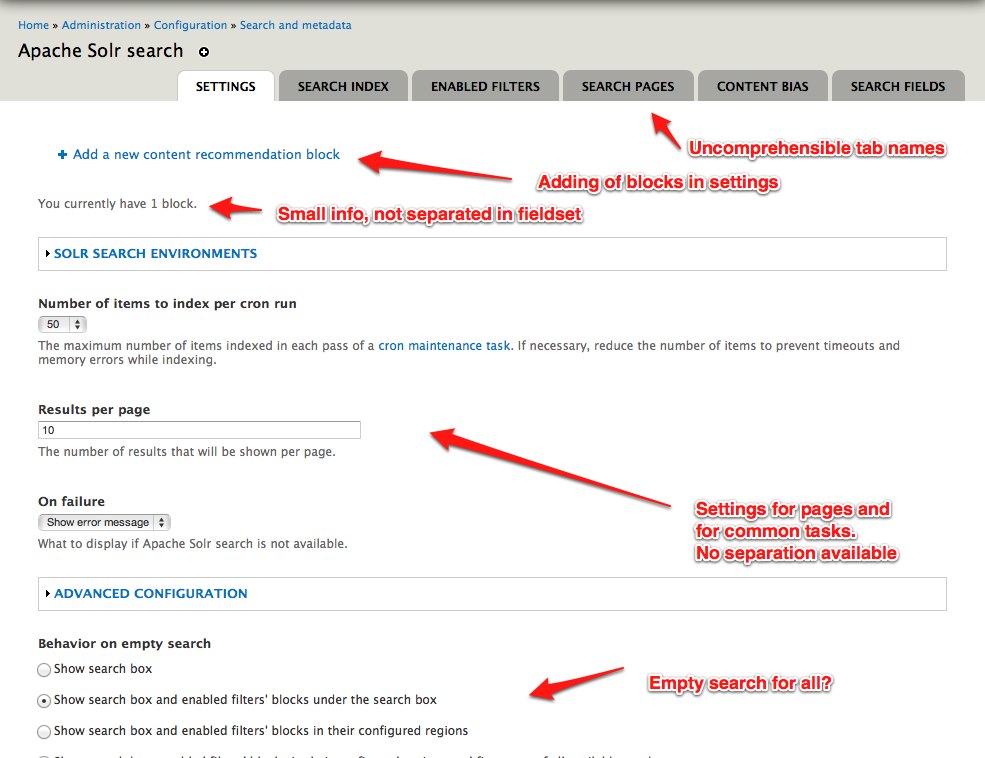 Home » Administration » Configuration » Search and metadata
Apache Solr search
SETTINGS
SEARCH INDEX
ENABLED FILTERS
SEARCH PAGES
CONTENT BIAS
SEARCH FIELDS
Uncomprehensible tab names
Add a new content recommendation block
Adding of blocks in settings
You currently have 1 block.
Small info, not separated in fieldset
SOLR SEARCH ENVIRONMENTS
Number of items to index per cron run
50
The maximum number of items indexed in each pass of a cron maintenance task. If necessary, reduce the number of items to prevent timeouts and
memory errors while indexing.
Results per page
10
The number of results that will be shown per page.
On failure
Show error message
What to display if Apache Solr search is not available.
Settings for pages and
for common tasks.
No separation available
ADVANCED CONFIGURATION
Behavior on empty search
Show search box
Show search box and enabled filters' blocks under the search box
Empty search for all?
Show search box and enabled filters' blocks in their configured regions